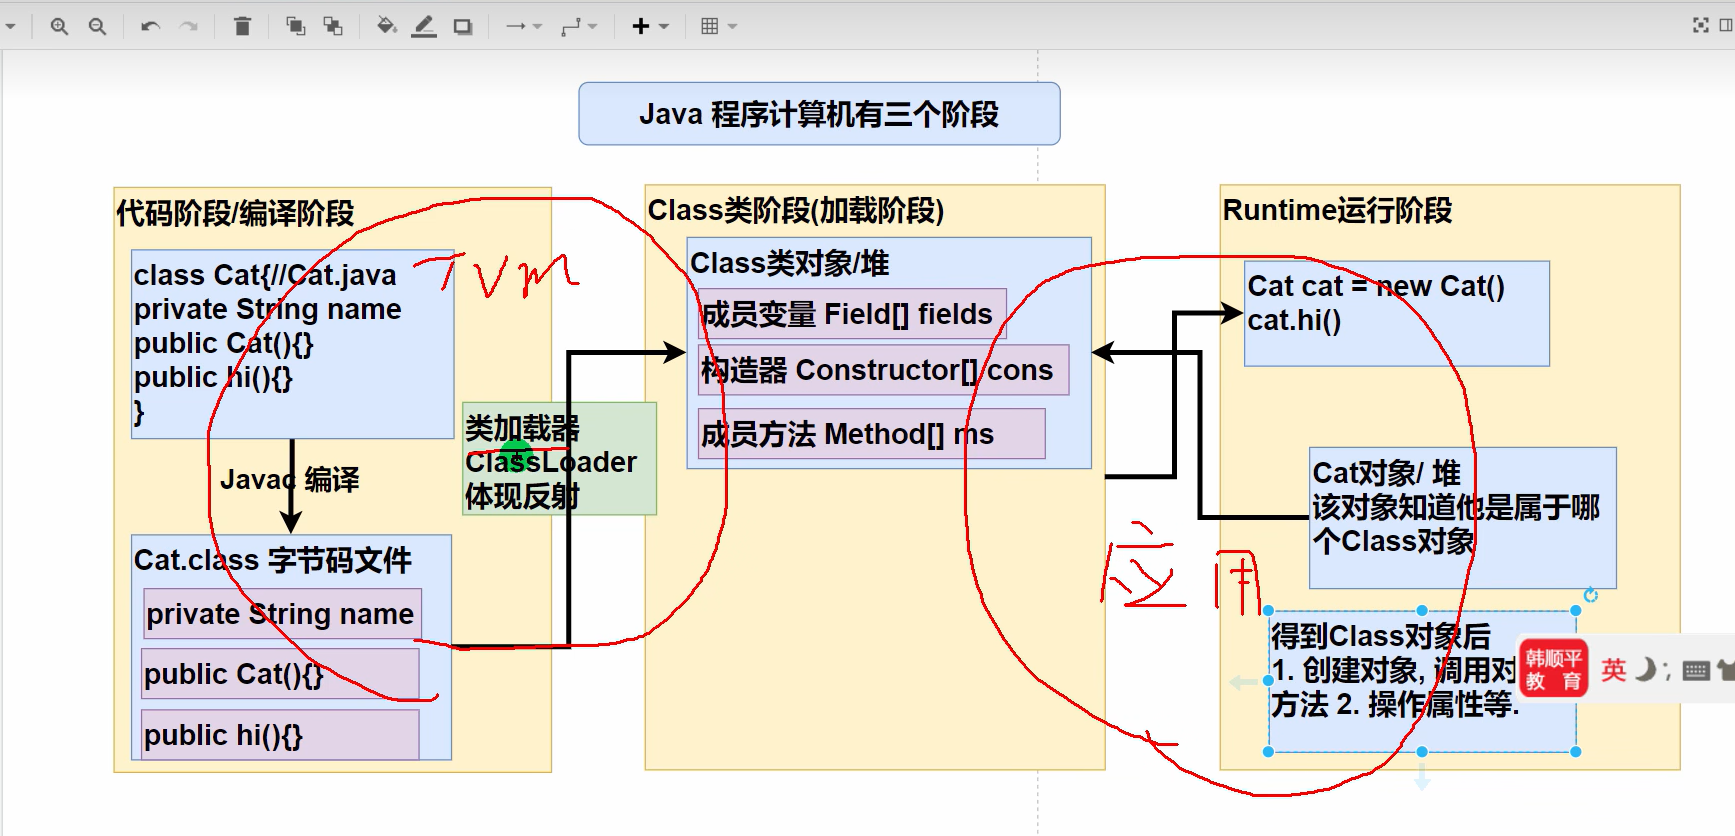 Java 程序计算机有三个阶段
代码阶段/编译阶段
class Cat{//Cat.java
private String name
public Cat(){}
public hi(){}
}
Javac 编译
Cat.class 字节码文件
private String name
public Cat(){}
public hi(){}
JVM
类加载器
ClassLoader
体现反射
Class类阶段(加载阶段)
Class类对象/堆
成员变量 Field[] fields
构造器 Constructor[] cons
成员方法 Method[] ms
应用
Runtime运行阶段
Cat cat = new Cat()
cat.hi()
Cat对象/ 堆
该对象知道他是属于哪
个Class对象
得到Class对象后
1. 创建对象, 调用对
方法 2. 操作属性等.
韩顺平
教 育
英